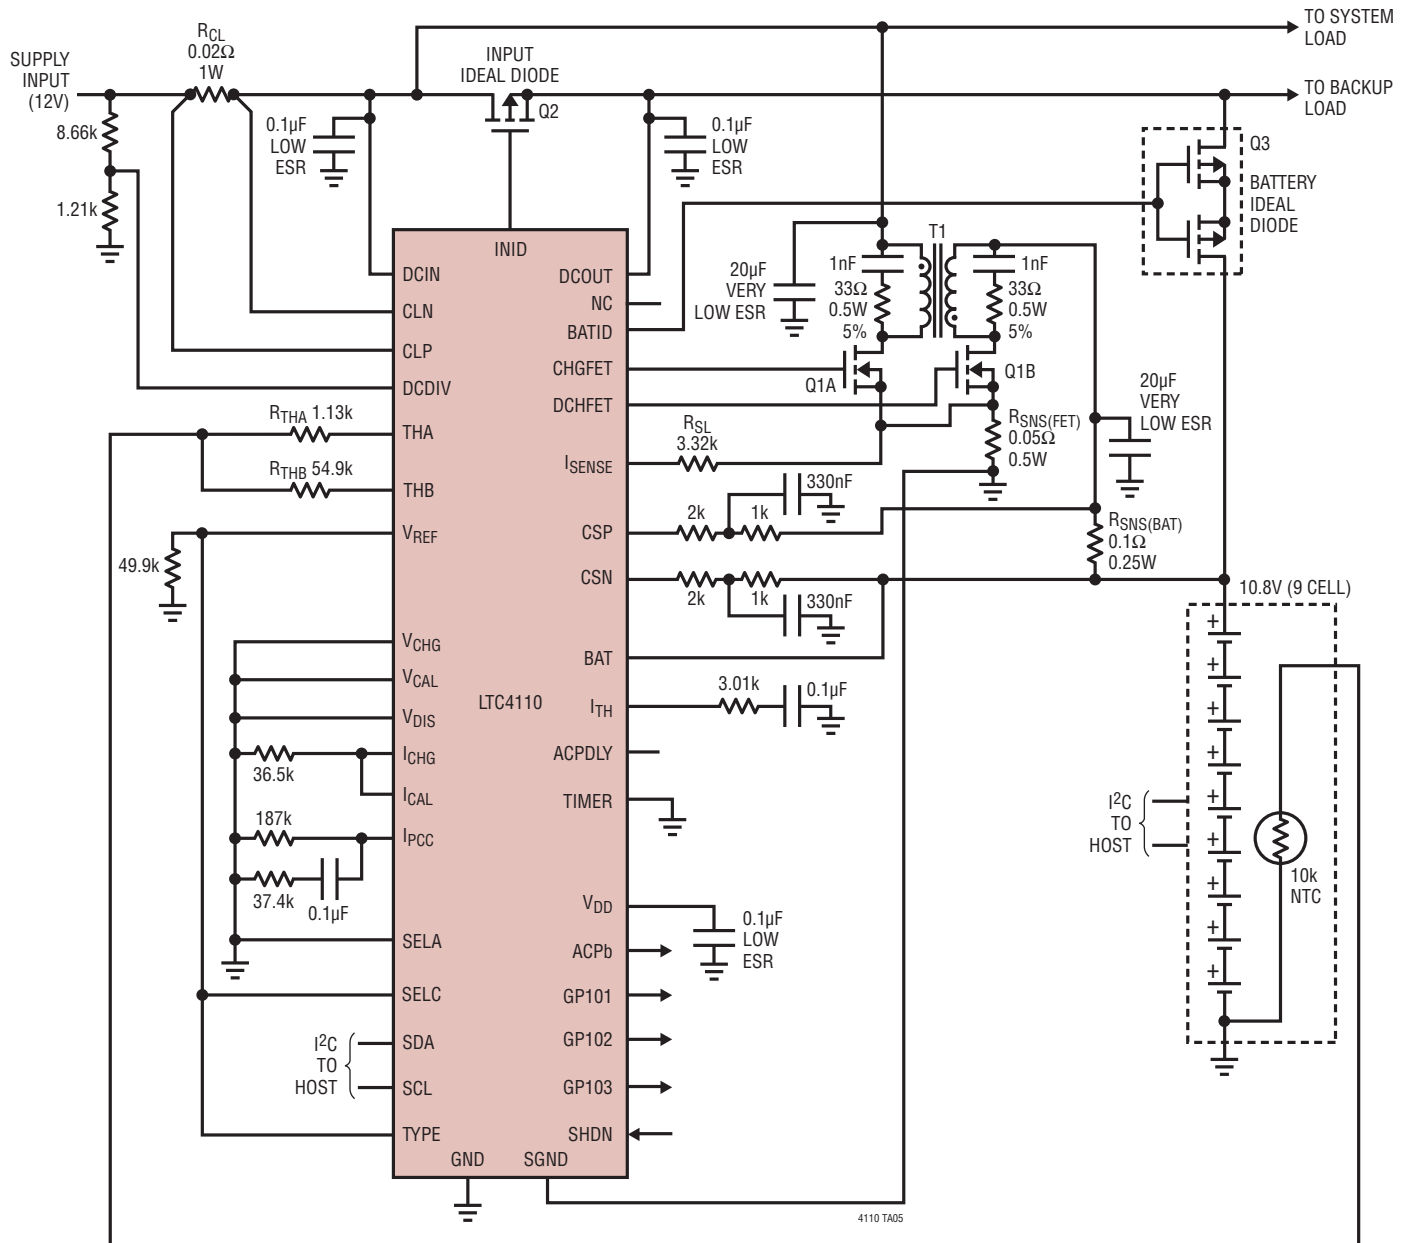 SUPPLY
INPUT
(12V)
RCL
0.02Ω
1W
INPUT
IDEAL DIODE
Q2
TO SYSTEM
LOAD
TO BACKUP
LOAD
8.66k
1.21k
0.1µF
LOW
ESR
0.1µF
LOW
ESR
Q3
BATTERY
IDEAL
DIODE
INID
DCIN
CLN
CLP
DCDIV
THA
THB
VREF
VCHG
VCAL
VDIS
ICHG
ICAL
IPCC
SELA
SELC
SDA
SCL
TYPE
GND
SGND
LTC4110
DCOUT
NC
BATID
CHGFET
DCHFET
ISENSE
CSP
CSN
BAT
ITH
ACPDLY
TIMER
VDD
ACPb
GP101
GP102
GP103
SHDN
RTHA 1.13k
RTHB 54.9k
49.9k
36.5k
187k
37.4k
0.1µF
I2C
TO
HOST
20µF
VERY
LOW ESR
T1
1nF
33Ω
0.5W
5%
1nF
33Ω
0.5W
5%
Q1A
Q1B
RSL
3.32k
RSNS(FET)
0.05Ω
0.5W
20µF
VERY
LOW ESR
330nF
2k
1k
2k
1k
330nF
RSNS(BAT)
0.1Ω
0.25W
3.01k
0.1µF
0.1µF
LOW
ESR
10.8V (9 CELL)
+
+
+
+
+
+
+
+
+
I2C
TO
HOST
10k
NTC
4110 TA05